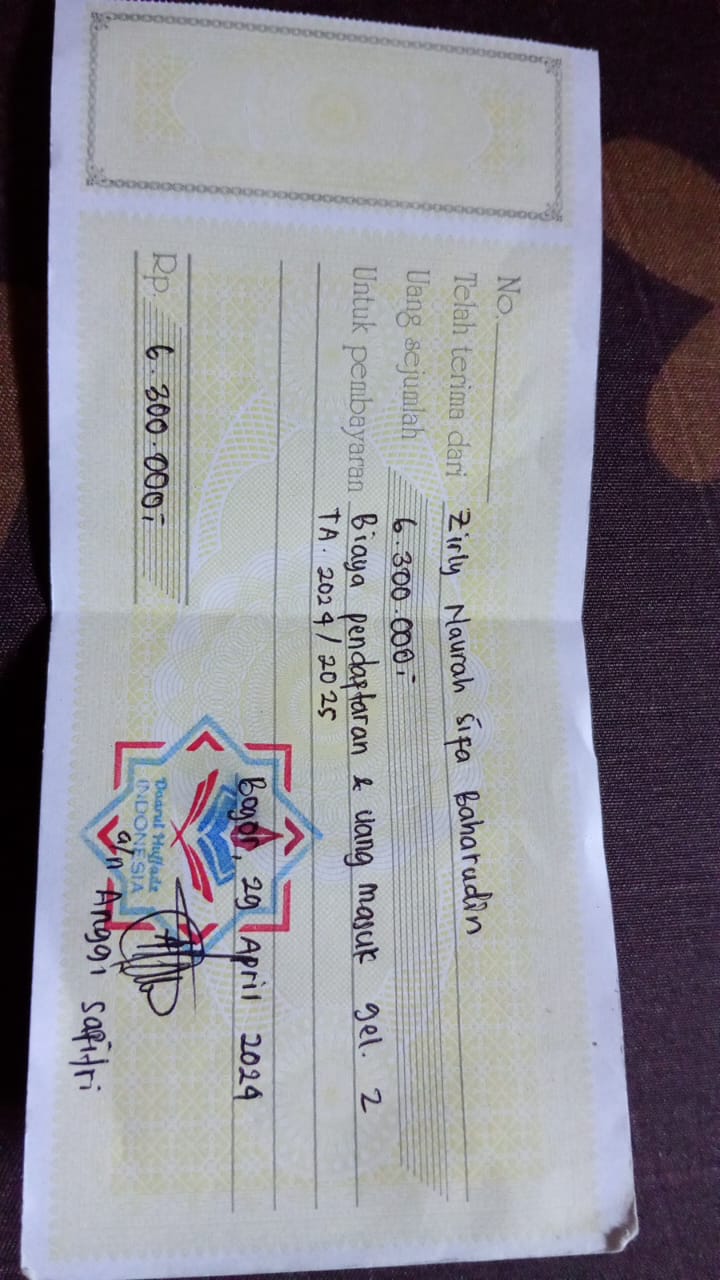 No.
Telah terima dari Zirly Naurah Sifa Baharudin
Uang sejumlah 6.300.000,-
Untuk pembayaran Biaya pendaftaran & uang masuk gel. 2
TA. 2024/2025
Bogor, 29 April 2024
Rp. 6.300.000,-
Daarul Huffadz
INDONESIA
a/n Anggi Safitri